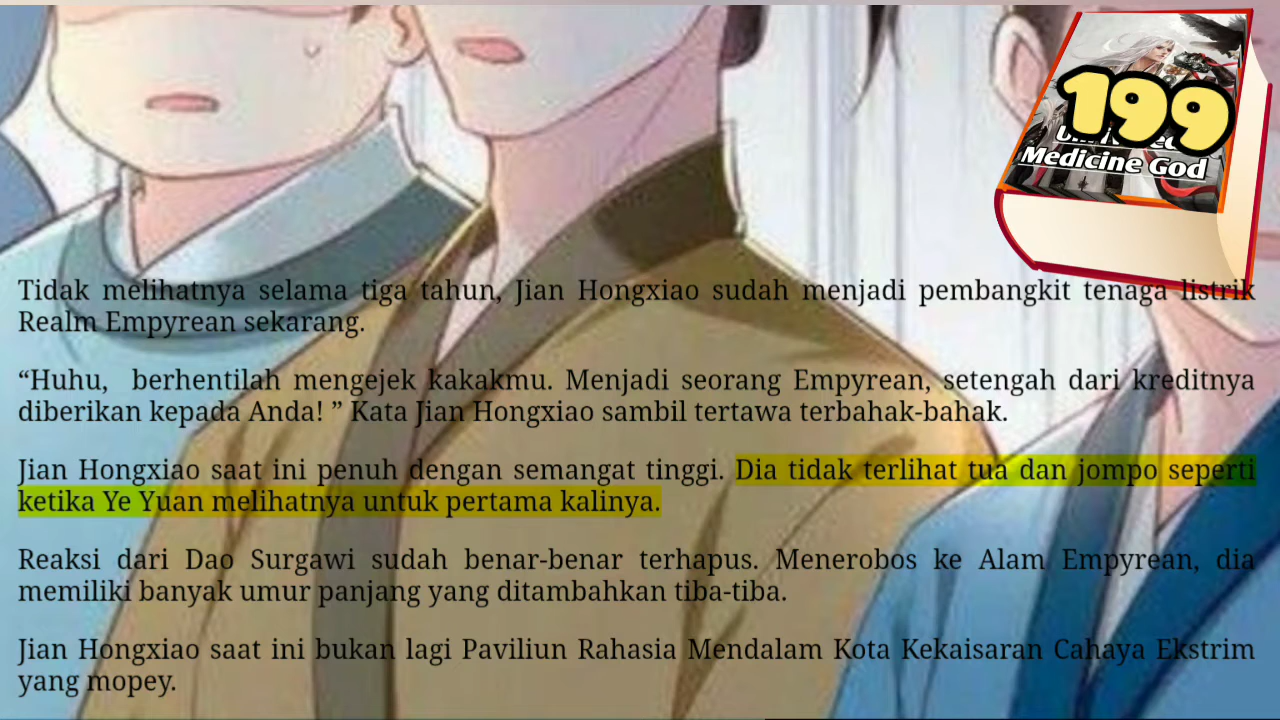 199
Medicine God
Tidak melihatnya selama tiga tahun, Jian Hongxiao sudah menjadi pembangkit tenaga listrik
Realm Empyrean sekarang.
“Huhu,  berhentilah mengejek kakakmu. Menjadi seorang Empyrean, setengah dari kreditnya
diberikan kepada Anda! ” Kata Jian Hongxiao sambil tertawa terbahak-bahak.
Jian Hongxiao saat ini penuh dengan semangat tinggi. Dia tidak terlihat tua dan jompo seperti
ketika Ye Yuan melihatnya untuk pertama kalinya.
Reaksi dari Dao Surgawi sudah benar-benar terhapus. Menerobos ke Alam Empyrean, dia
memiliki banyak umur panjang yang ditambahkan tiba-tiba.
Jian Hongxiao saat ini bukan lagi Paviliun Rahasia Mendalam Kota Kekaisaran Cahaya Ekstrim
yang mopey.